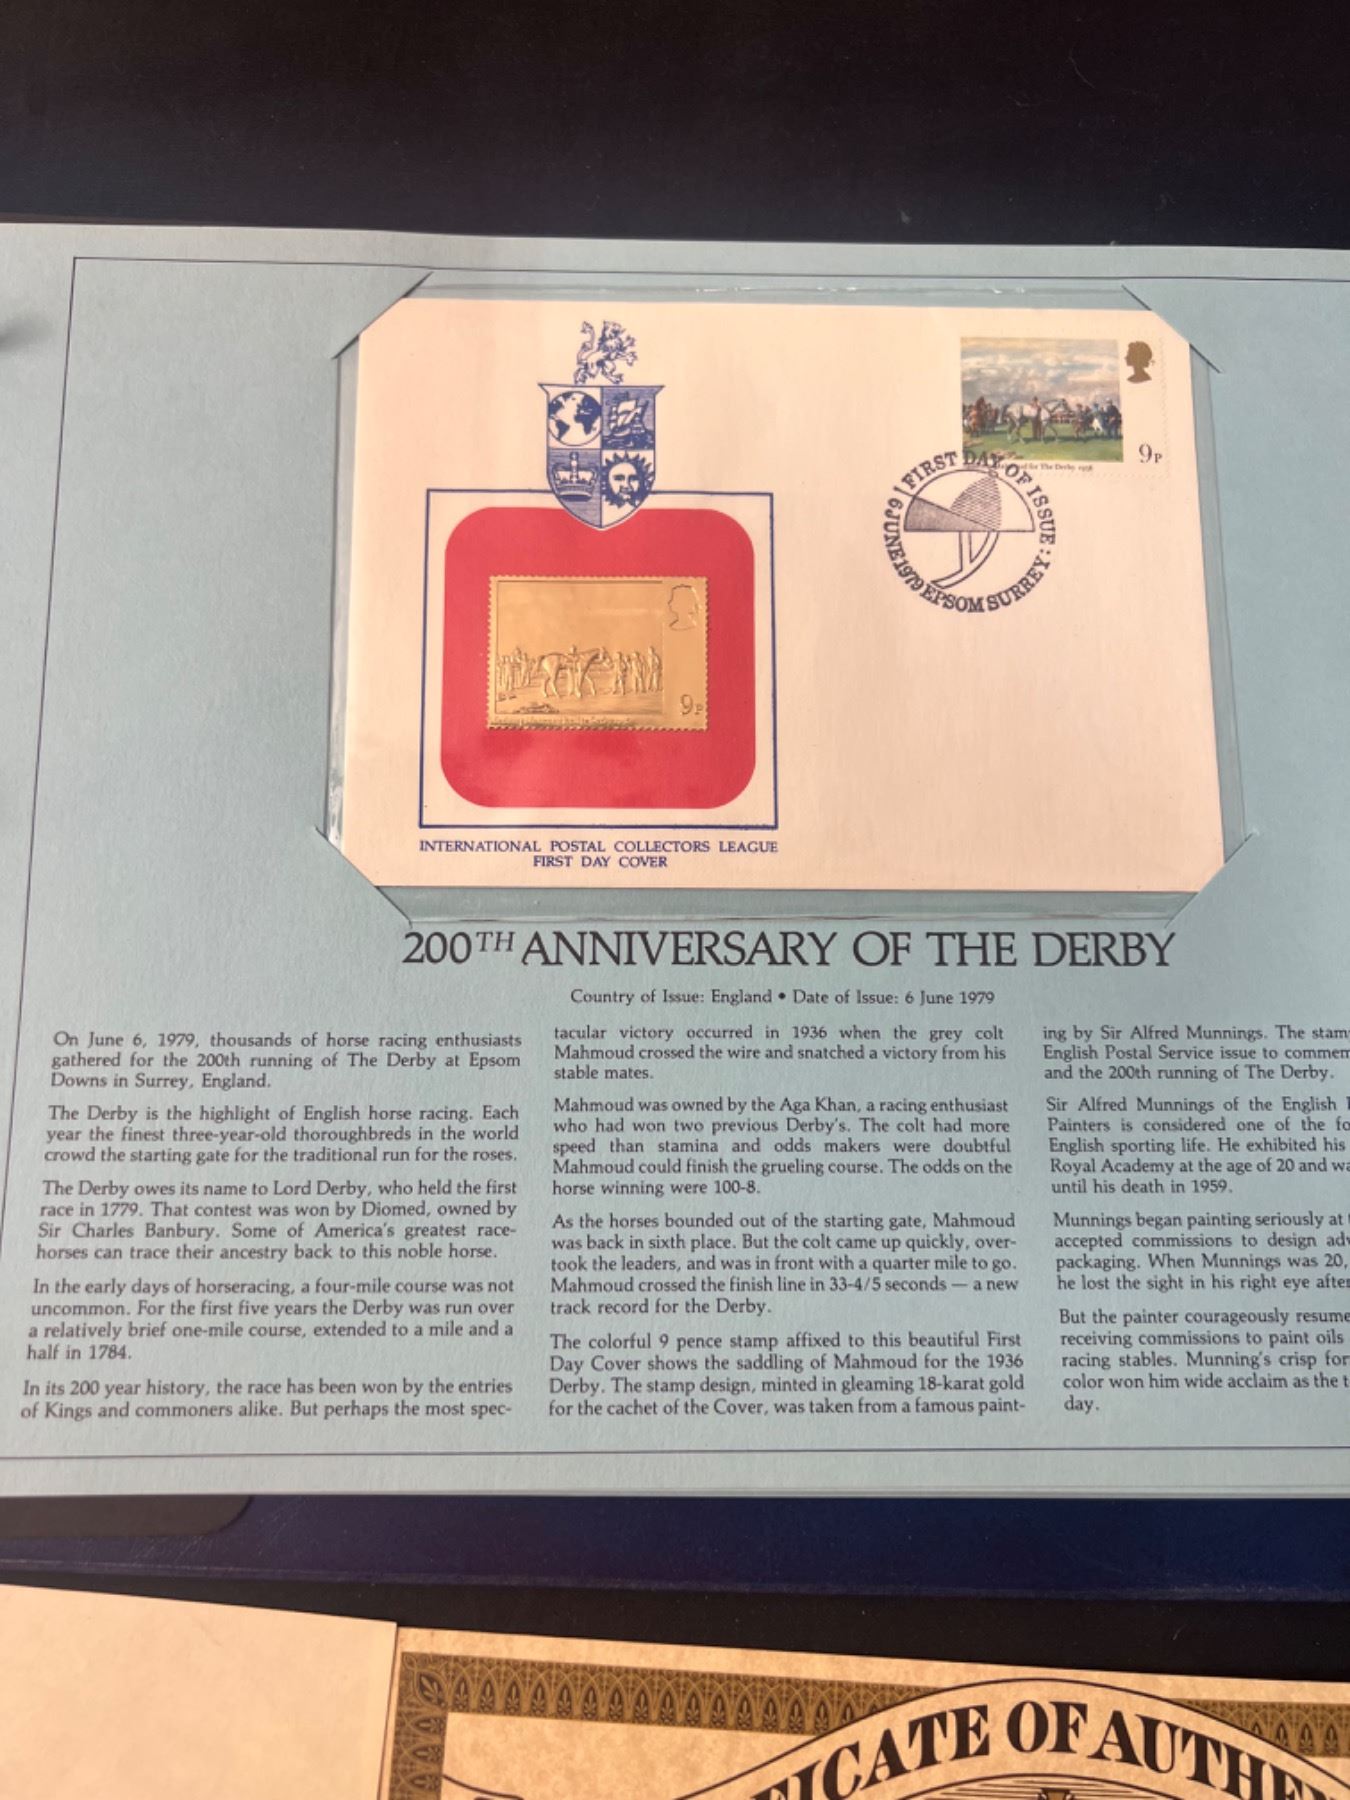 9P
Mahmoud for The Derby 1936
FIRST DAY OF ISSUE:
6 JUNE 1979 EPSOM SURREY
9P
INTERNATIONAL POSTAL COLLECTORS LEAGUE
FIRST DAY COVER
200TH ANNIVERSARY OF THE DERBY
Country of Issue: England • Date of Issue: 6 June 1979
On June 6, 1979, thousands of horse racing enthusiasts
gathered for the 200th running of The Derby at Epsom
Downs in Surrey, England.
The Derby is the highlight of English horse racing. Each
year the finest three-year-old thoroughbreds in the world
crowd the starting gate for the traditional run for the roses.
The Derby owes its name to Lord Derby, who held the first
race in 1779. That contest was won by Diomed, owned by
Sir Charles Banbury. Some of America's greatest race-
horses can trace their ancestry back to this noble horse.
In the early days of horseracing, a four-mile course was not
uncommon. For the first five years the Derby was run over
a relatively brief one-mile course, extended to a mile and a
half in 1784.
In its 200 year history, the race has been won by the entries
of Kings and commoners alike. But perhaps the most spec-
tacular victory occurred in 1936 when the grey colt
Mahmoud crossed the wire and snatched a victory from his
stable mates.
Mahmoud was owned by the Aga Khan, a racing enthusiast
who had won two previous Derby's. The colt had more
speed than stamina and odds makers were doubtful
Mahmoud could finish the grueling course. The odds on the
horse winning were 100-8.
As the horses bounded out of the starting gate, Mahmoud
was back in sixth place. But the colt came up quickly, over-
took the leaders, and was in front with a quarter mile to go.
Mahmoud crossed the finish line in 33-4/5 seconds — a new
track record for the Derby.
The colorful 9 pence stamp affixed to this beautiful First
Day Cover shows the saddling of Mahmoud for the 1936
Derby. The stamp design, minted in gleaming 18-karat gold
for the cachet of the Cover, was taken from a famous paint-
ing by Sir Alfred Munnings. The stam
English Postal Service issue to commem
and the 200th running of The Derby.
Sir Alfred Munnings of the English
Painters is considered one of the fo
English sporting life. He exhibited his
Royal Academy at the age of 20 and wa
until his death in 1959.
Munnings began painting seriously at
accepted commissions to design adv
packaging. When Munnings was 20,
he lost the sight in his right eye after
But the painter courageously resume
receiving commissions to paint oils
racing stables. Munning's crisp for
color won him wide acclaim as the t
day.
FICATE OF AUTHE